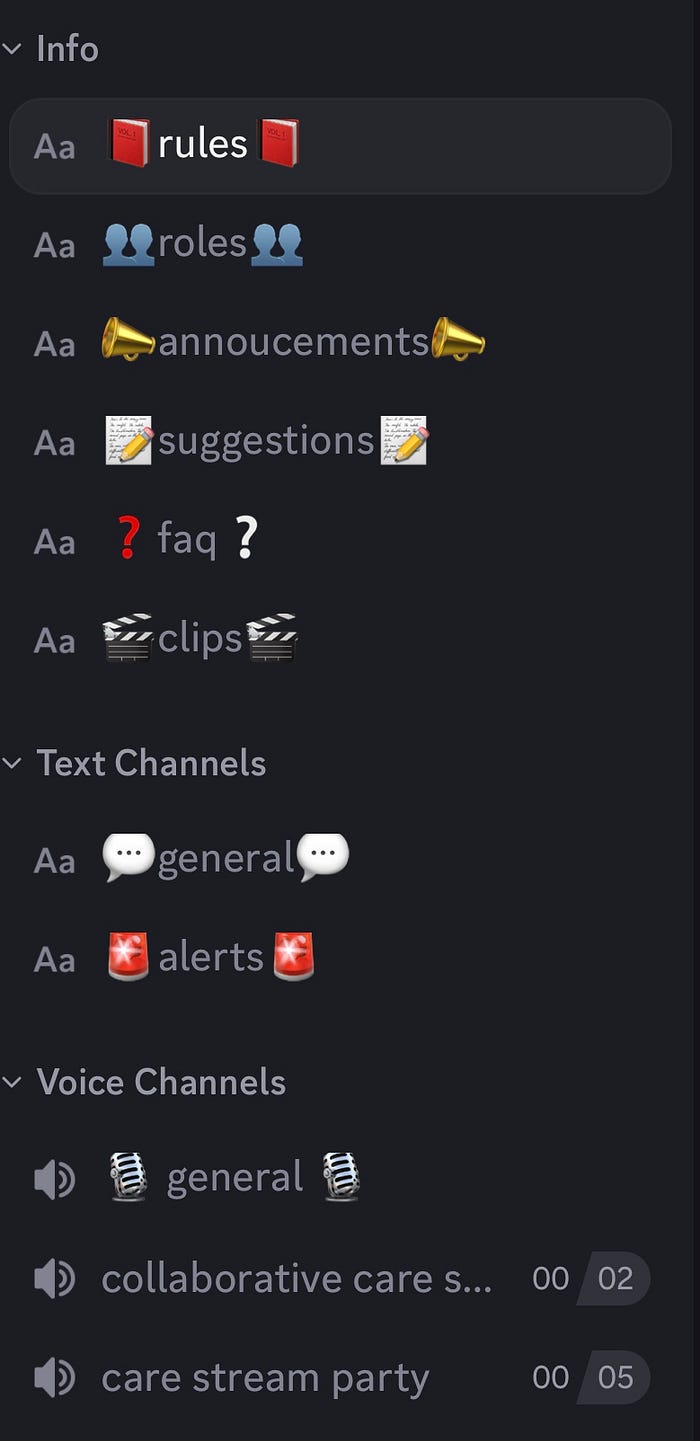 Info
Aa 📕rules📕
Aa 👥roles👥
Aa 📣annoucements📣
Aa 📝suggestions📝
Aa ❓faq❔
Aa 🎬clips🎬
Text Channels
Aa 💬general💬
Aa 🚨alerts🚨
Voice Channels
🎙 general 🎙
collaborative care s... 00 02
care stream party 00 05